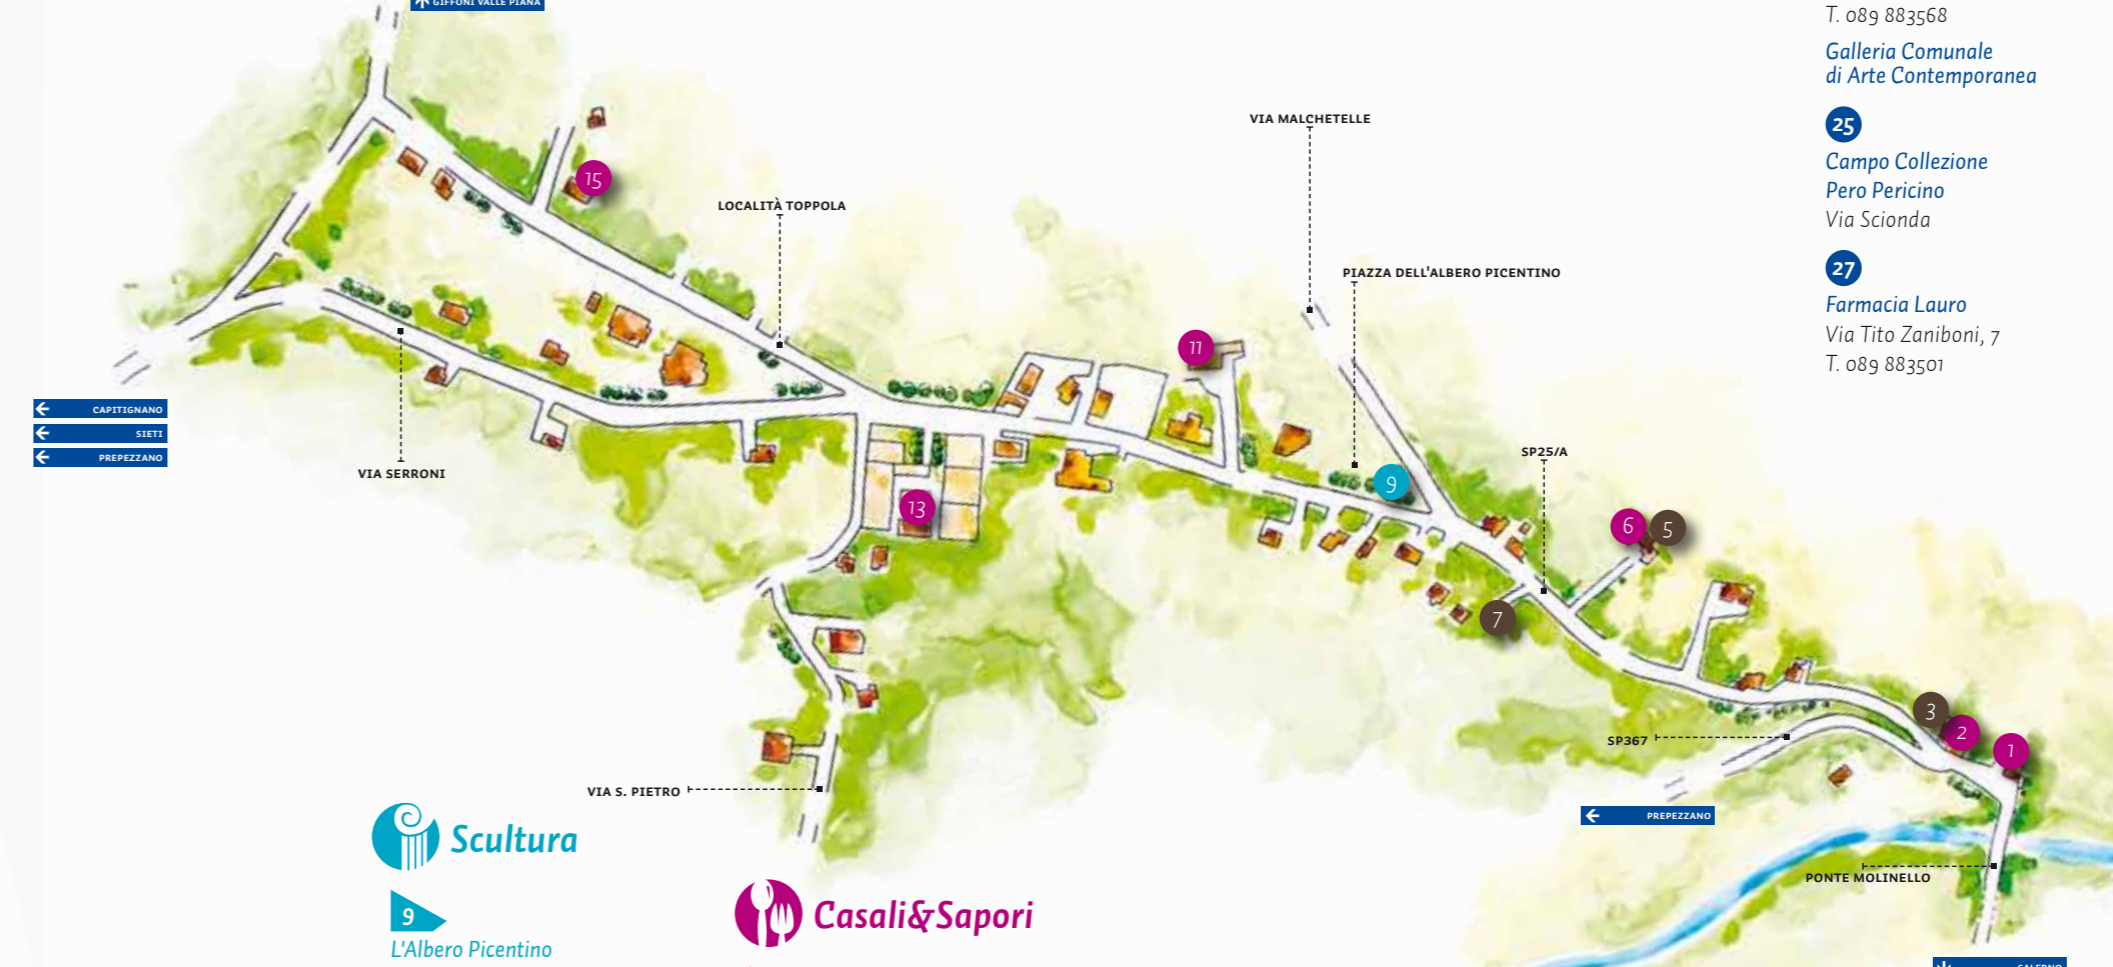 GIFFONI VALLE PIANA
T. 089 883568
Galleria Comunale
di Arte Contemporanea
25
Campo Collezione
Pero Pericino
Via Scionda
27
Farmacia Lauro
Via Tito Zaniboni, 7
T. 089 883501
VIA MALCHETELLE
15
LOCALITÀ TOPPOLA
PIAZZA DELL'ALBERO PICENTINO
11
CAPITIGNANO
SIETI
PREPEZZANO
VIA SERRONI
SP25/A
9
13
6
5
7
3
2
1
SP367
VIA S. PIETRO
PREPEZZANO
PONTE MOLINELLO
Scultura
9
L'Albero Picentino
Casali&Sapori
SALERNO